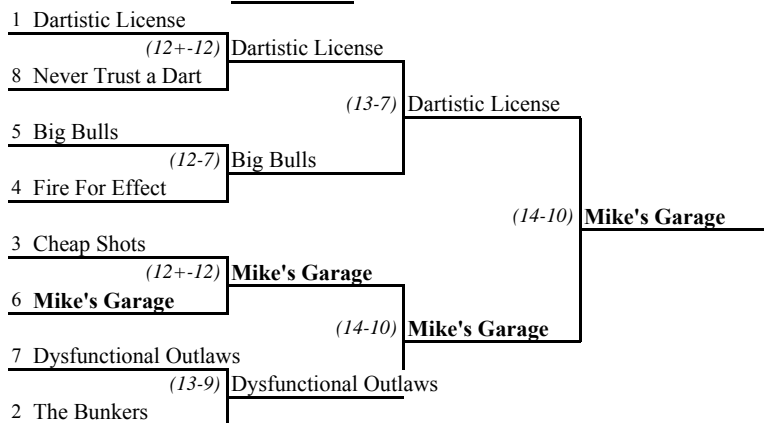 1 Dartistic License
(12+-12) Dartistic License
8 Never Trust a Dart
(13-7) Dartistic License
5 Big Bulls
(12-7) Big Bulls
4 Fire For Effect
(14-10) Mike's Garage
3 Cheap Shots
(12+-12) Mike's Garage
6 Mike's Garage
(14-10) Mike's Garage
7 Dysfunctional Outlaws
(13-9) Dysfunctional Outlaws
2 The Bunkers